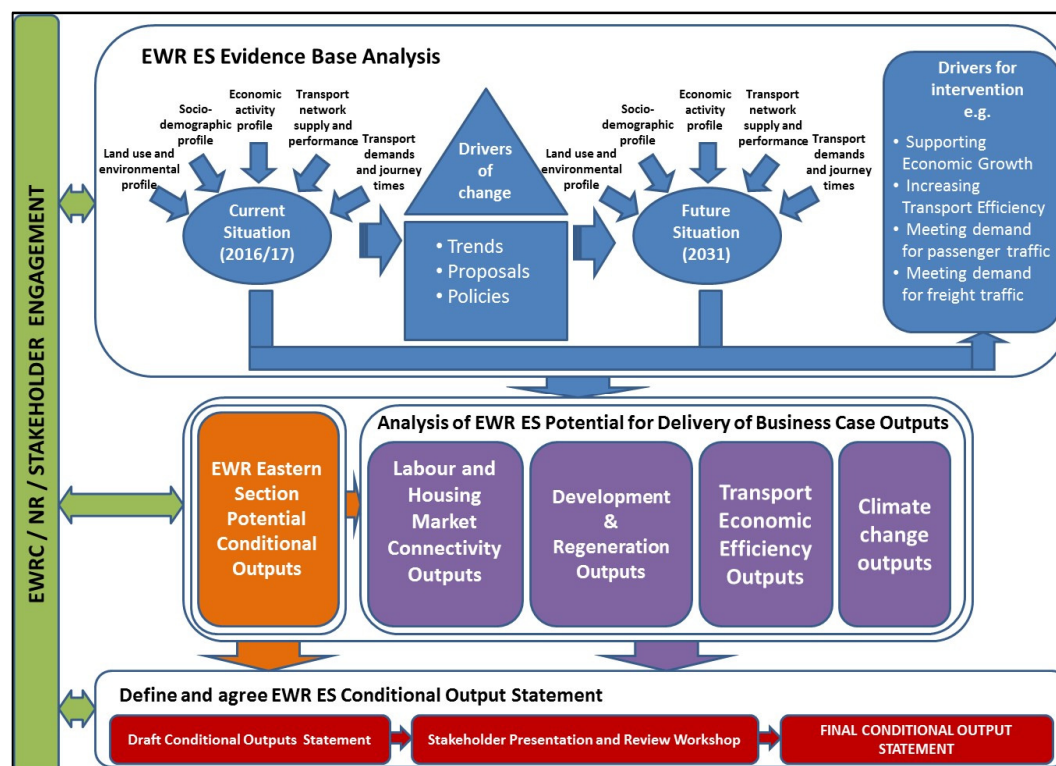 EWRC / NR / STAKEHOLDER ENGAGEMENT
EWR ES Evidence Base Analysis
Land use and
environmental profile
Socio-
demographic
profile
Economic
activity
profile
Transport
network
supply and
performance
Transport
demands
and journey
times
Current
Situation
(2016/17)
Drivers
of
change
• Trends
• Proposals
• Policies
Land use and
environmental profile
Socio-
demographic
profile
Economic
activity
profile
Transport
network
supply and
performance
Transport
demands
and journey
times
Future
Situation
(2031)
Drivers for
intervention
e.g.
• Supporting
Economic Growth
• Increasing
Transport Efficiency
• Meeting demand
for passenger traffic
• Meeting demand
for freight traffic
EWR Eastern
Section
Potential
Conditional
Outputs
Analysis of EWR ES Potential for Delivery of Business Case Outputs
Labour and
Housing
Market
Connectivity
Outputs
Development
&
Regeneration
Outputs
Transport
Economic
Efficiency
Outputs
Climate
change
outputs
Define and agree EWR ES Conditional Output Statement
Draft Conditional Outputs Statement
Stakeholder Presentation and Review Workshop
FINAL CONDITIONAL OUTPUT
STATEMENT